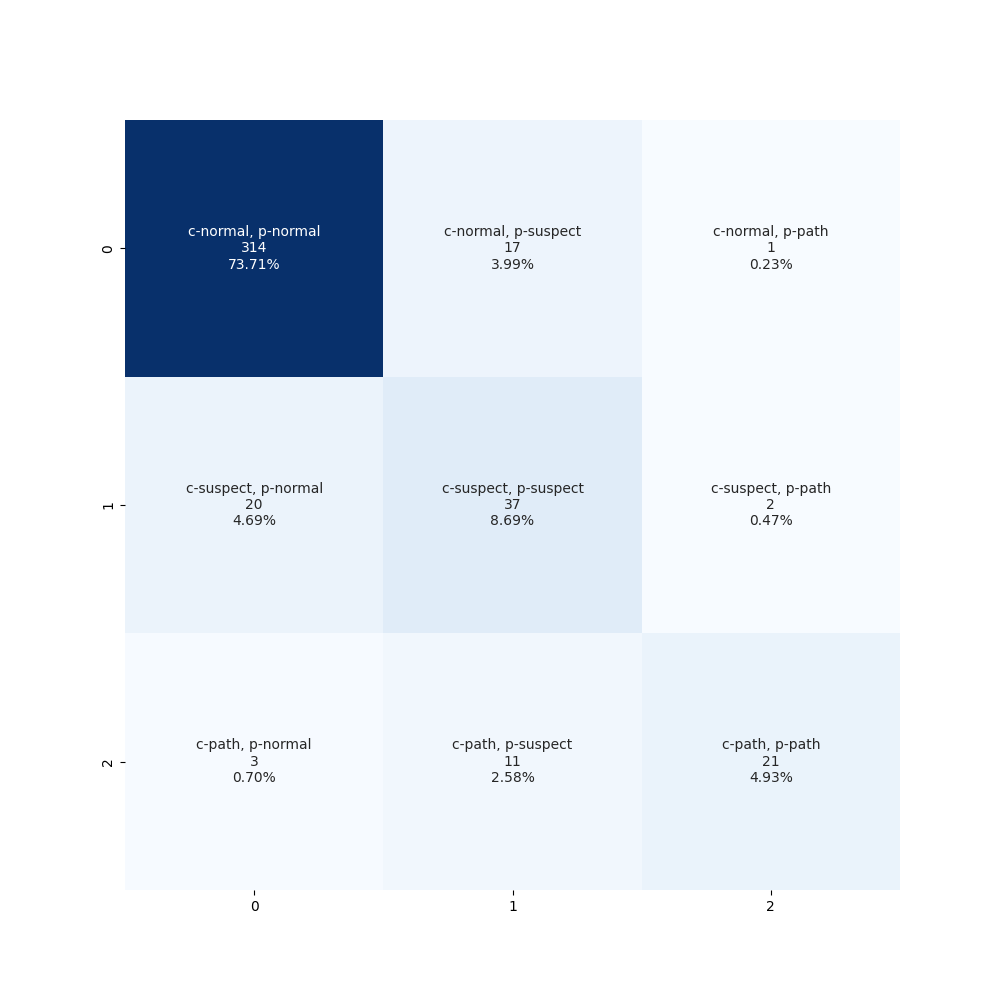 c-normal, p-normal
314
73.71%
c-normal, p-suspect
17
3.99%
c-normal, p-path
1
0.23%
0
c-suspect, p-normal
20
4.69%
c-suspect, p-suspect
37
8.69%
c-suspect, p-path
2
0.47%
1
c-path, p-normal
3
0.70%
c-path, p-suspect
11
2.58%
c-path, p-path
21
4.93%
2
0
1
2